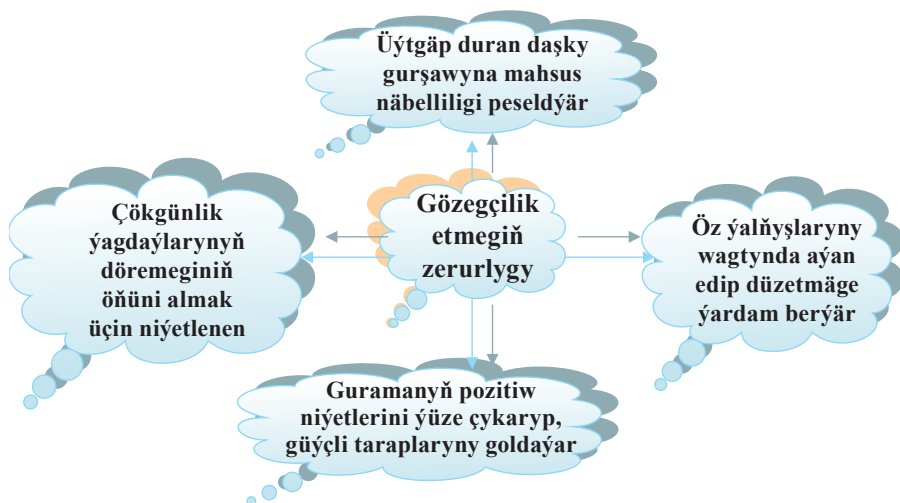 Üýtgäp duran daşky
gurşawyna mahsus
näbelliligi peseldýär
Çökgünlik
ýagdaýlarynyň
döremeginiň
öňüni almak
üçin niýetlenen
Gözegçilik
etmegiň
zerurlygy
Öz ýalňyşlaryny
wagtynda aýan
edip düzetmäge
ýardam berýär
Guramanyň pozitiw
niýetlerini ýüze çykaryp,
güýçli taraplaryny goldaýar